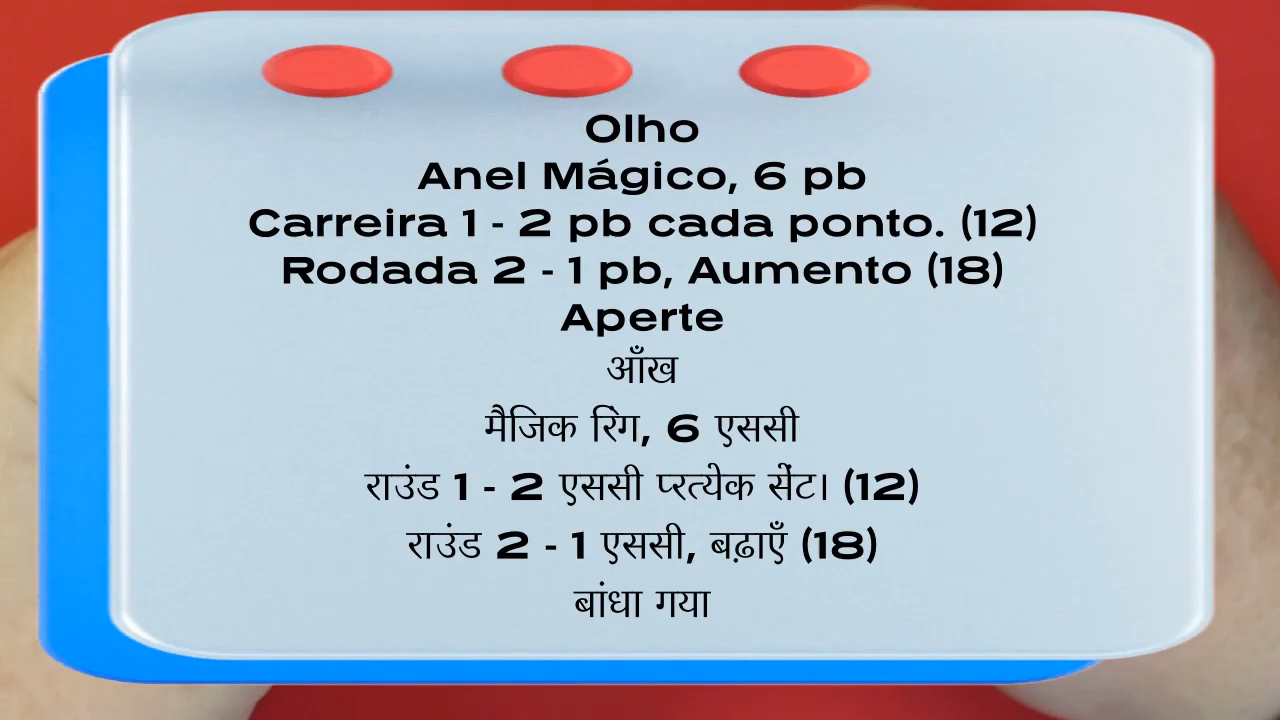 Olho
Anel Mágico, 6 pb
Carreira 1 - 2 pb cada ponto. (12)
Rodada 2 - 1 pb, Aumento (18)
Aperte
आँख
मैजिक रिंग, 6 एससी
राउंड 1 - 2 एससी प्रत्येक सेंट। (12)
राउंड 2 - 1 एससी, बढ़ाएँ (18)
बांधा गया